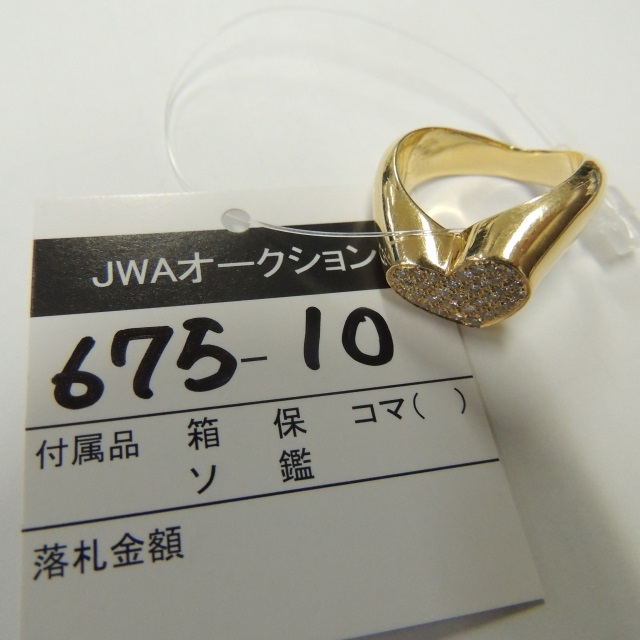 JWAオークション
675-10
付属品 箱 保 コマ( )
ソ 鑑
落札金額